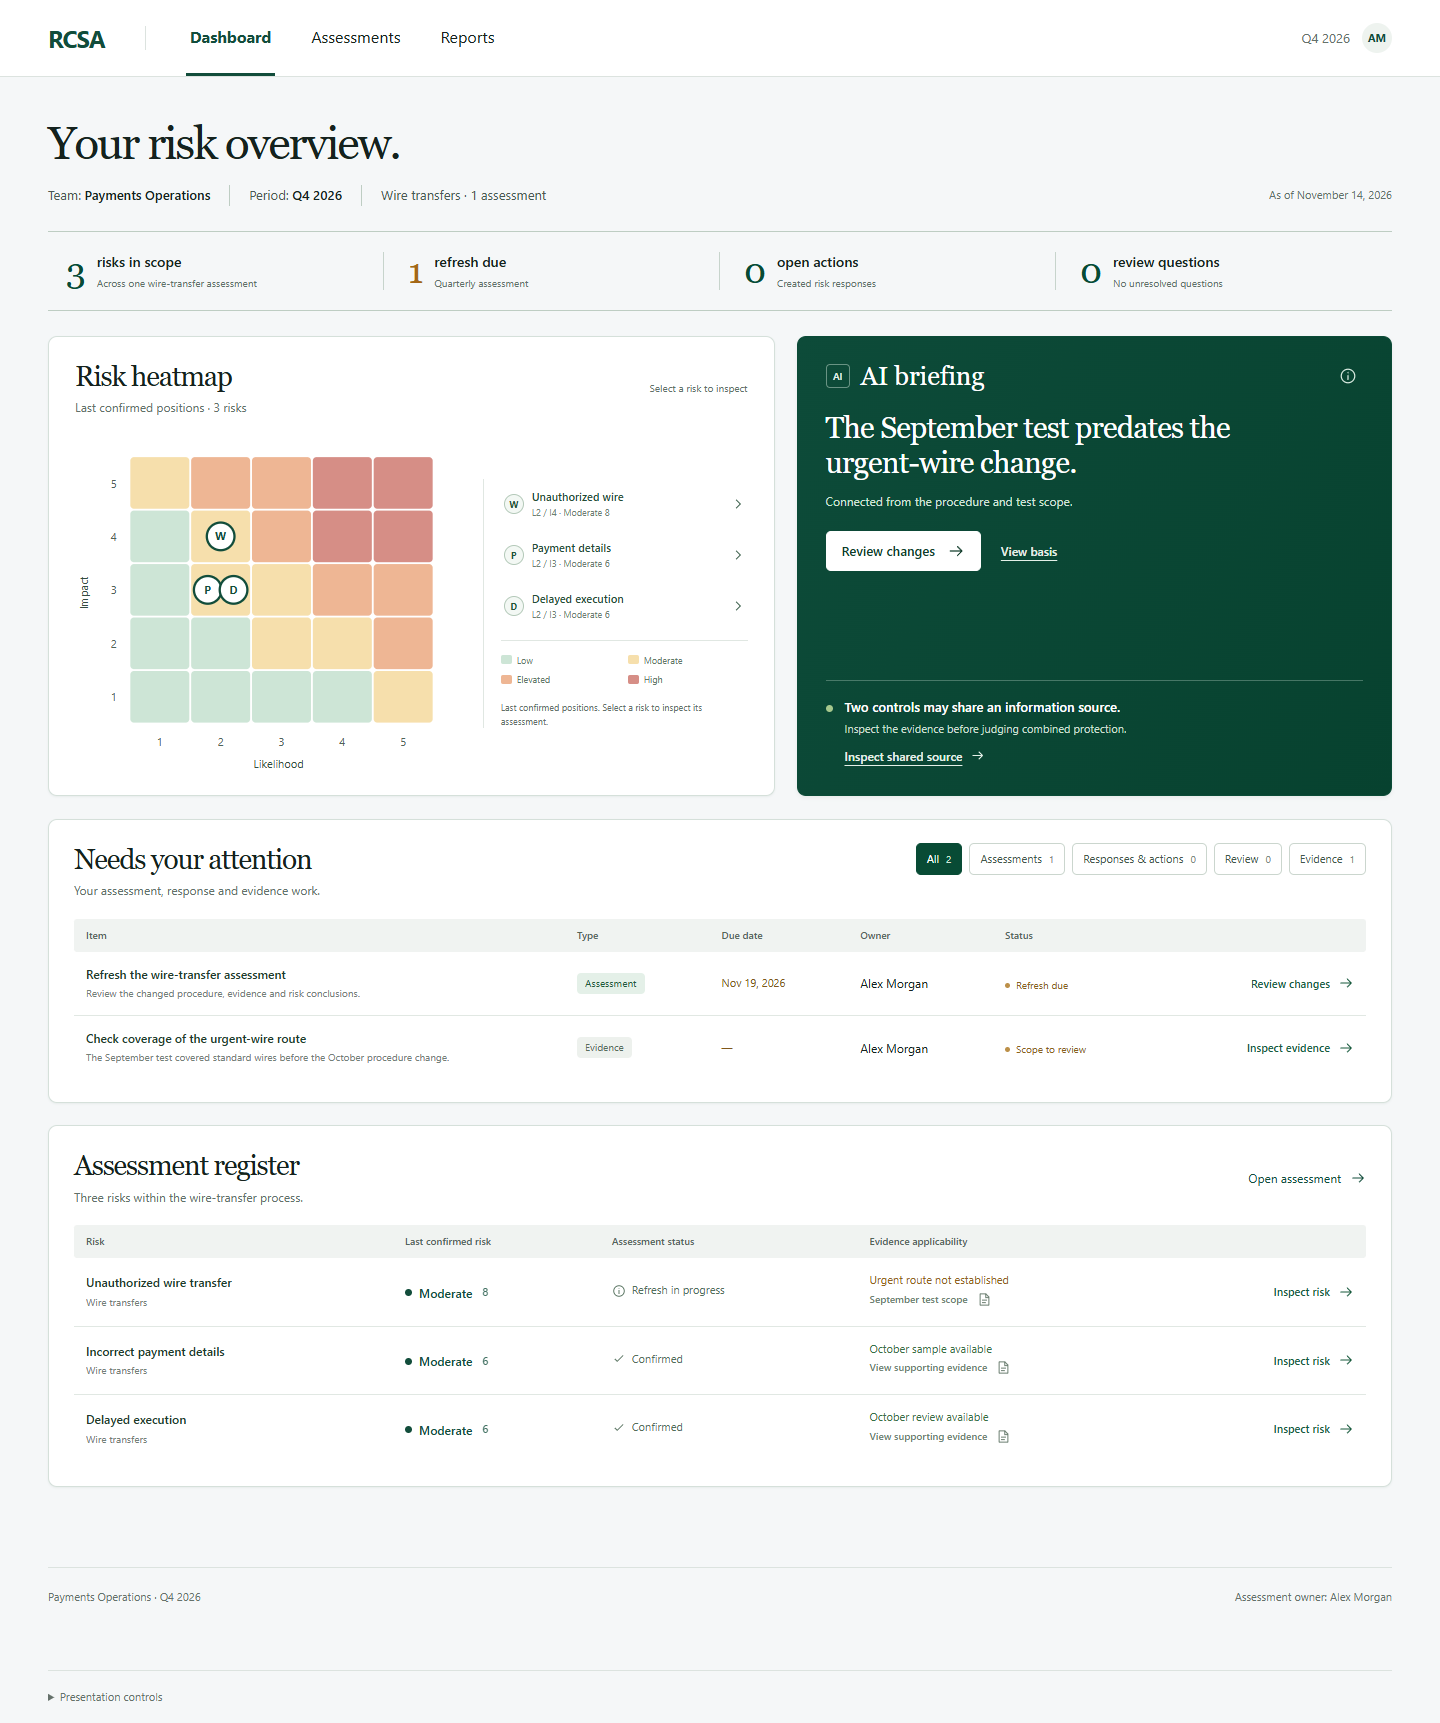 RCSA
Dashboard
Assessments
Reports
Q4 2026
AM
Your risk overview.
Team: Payments Operations
Period: Q4 2026
Wire transfers · 1 assessment
As of November 14, 2026
3
risks in scope
Across one wire-transfer assessment
1
refresh due
Quarterly assessment
0
open actions
Created risk responses
0
review questions
No unresolved questions
Risk heatmap
Last confirmed positions · 3 risks
Select a risk to inspect
Impact
5
4
3
2
1
W
P
D
1
2
3
4
5
Likelihood
W
Unauthorized wire
L2 / I4 · Moderate 8
P
Payment details
L2 / I3 · Moderate 6
D
Delayed execution
L2 / I3 · Moderate 6
Low
Moderate
Elevated
High
Last confirmed positions. Select a risk to inspect its
assessment.
AI
AI briefing
The September test predates the
urgent-wire change.
Connected from the procedure and test scope.
Review changes
View basis
Two controls may share an information source.
Inspect the evidence before judging combined protection.
Inspect shared source
Needs your attention
Your assessment, response and evidence work.
All 2
Assessments 1
Responses & actions 0
Review 0
Evidence 1
Item
Type
Due date
Owner
Status
Refresh the wire-transfer assessment
Review the changed procedure, evidence and risk conclusions.
Assessment
Nov 19, 2026
Alex Morgan
Refresh due
Review changes
Check coverage of the urgent-wire route
The September test covered standard wires before the October procedure change.
Evidence
—
Alex Morgan
Scope to review
Inspect evidence
Assessment register
Three risks within the wire-transfer process.
Open assessment
Risk
Last confirmed risk
Assessment status
Evidence applicability
Unauthorized wire transfer
Wire transfers
Moderate 8
Refresh in progress
Urgent route not established
September test scope
Inspect risk
Incorrect payment details
Wire transfers
Moderate 6
Confirmed
October sample available
View supporting evidence
Inspect risk
Delayed execution
Wire transfers
Moderate 6
Confirmed
October review available
View supporting evidence
Inspect risk
Payments Operations · Q4 2026
Assessment owner: Alex Morgan
Presentation controls